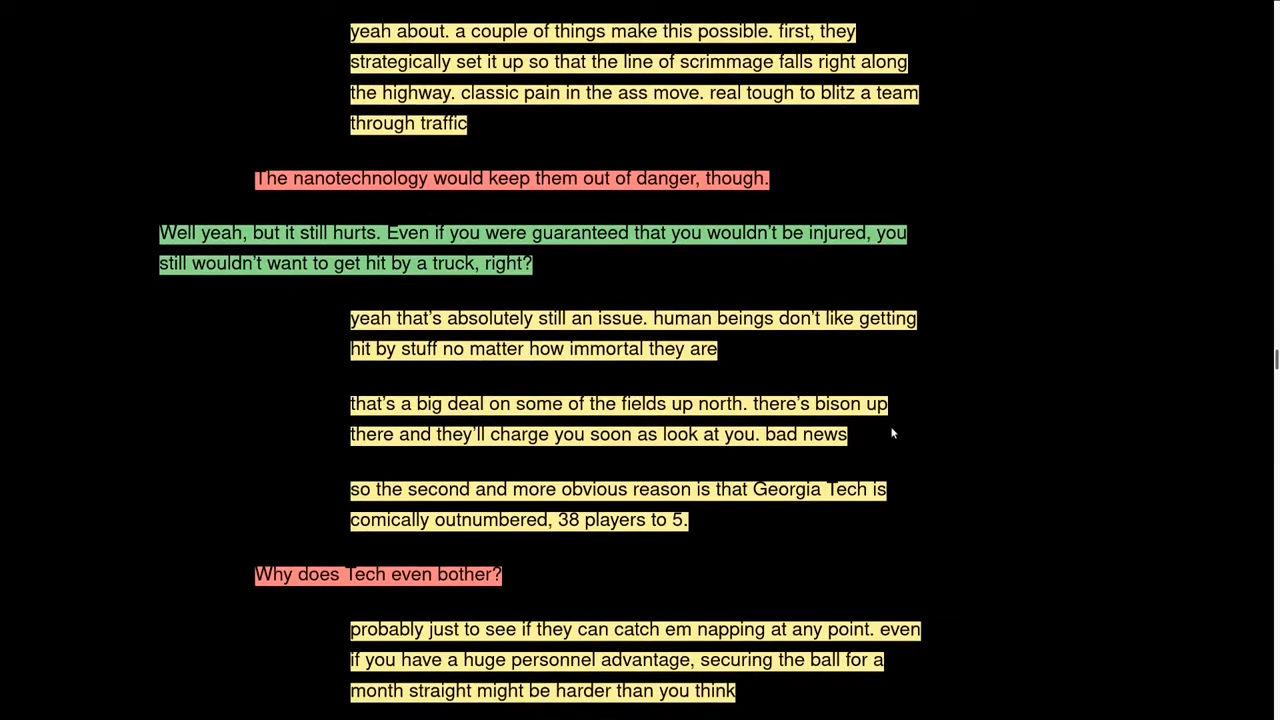 yeah about. a couple of things make this possible. first, they
strategically set it up so that the line of scrimmage falls right along
the highway. classic pain in the ass move. real tough to blitz a team
through traffic
The nanotechnology would keep them out of danger, though.
Well yeah, but it still hurts. Even if you were guaranteed that you wouldn't be injured, you
still wouldn't want to get hit by a truck, right?
yeah that's absolutely still an issue. human beings don't like getting
hit by stuff no matter how immortal they are
that's a big deal on some of the fields up north. there's bison up
there and they'll charge you soon as look at you. bad news
so the second and more obvious reason is that Georgia Tech is
comically outnumbered, 38 players to 5.
Why does Tech even bother?
probably just to see if they can catch em napping at any point. even
if you have a huge personnel advantage, securing the ball for a
month straight might be harder than you think